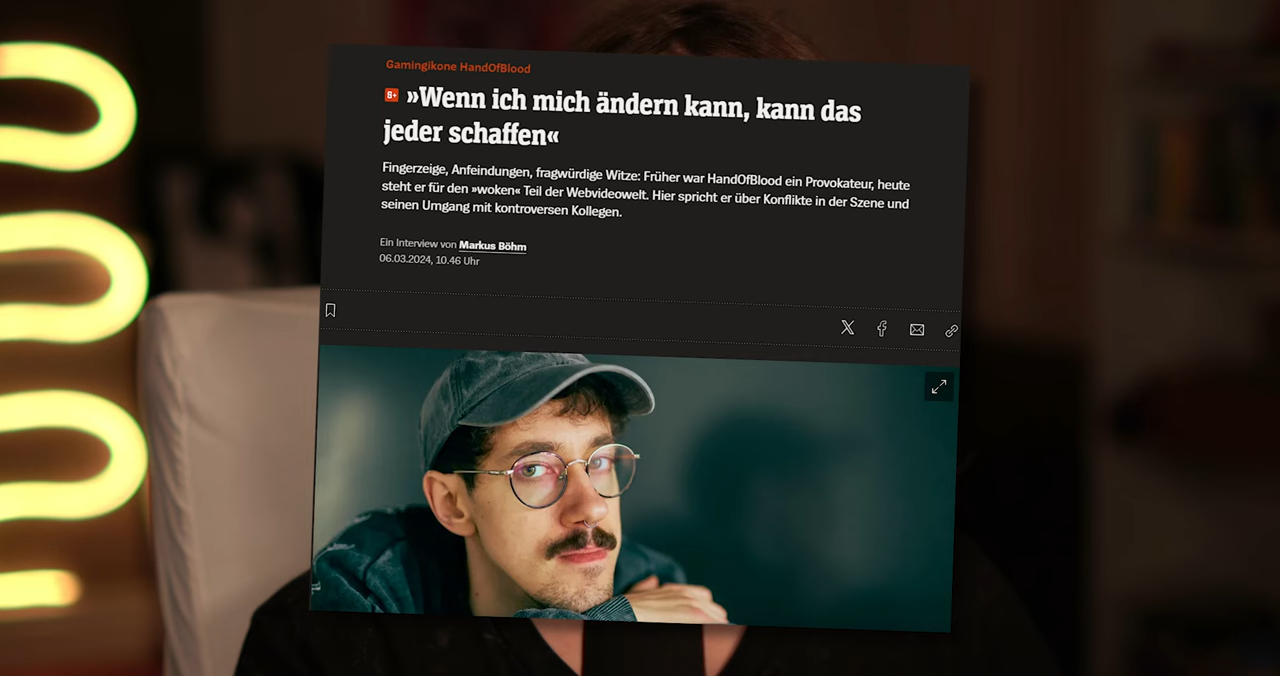 Gamingikone HandOfBlood
S+ »Wenn ich mich ändern kann, kann das
jeder schaffen«
Fingerzeige, Anfeindungen, fragwürdige Witze: Früher war HandOfBlood ein Provokateur, heute
steht er für den »woken« Teil der Webvideowelt. Hier spricht er über Konflikte in der Szene und
seinen Umgang mit kontroversen Kollegen.
Ein Interview von Markus Böhm
06.03.2024, 10.46 Uhr